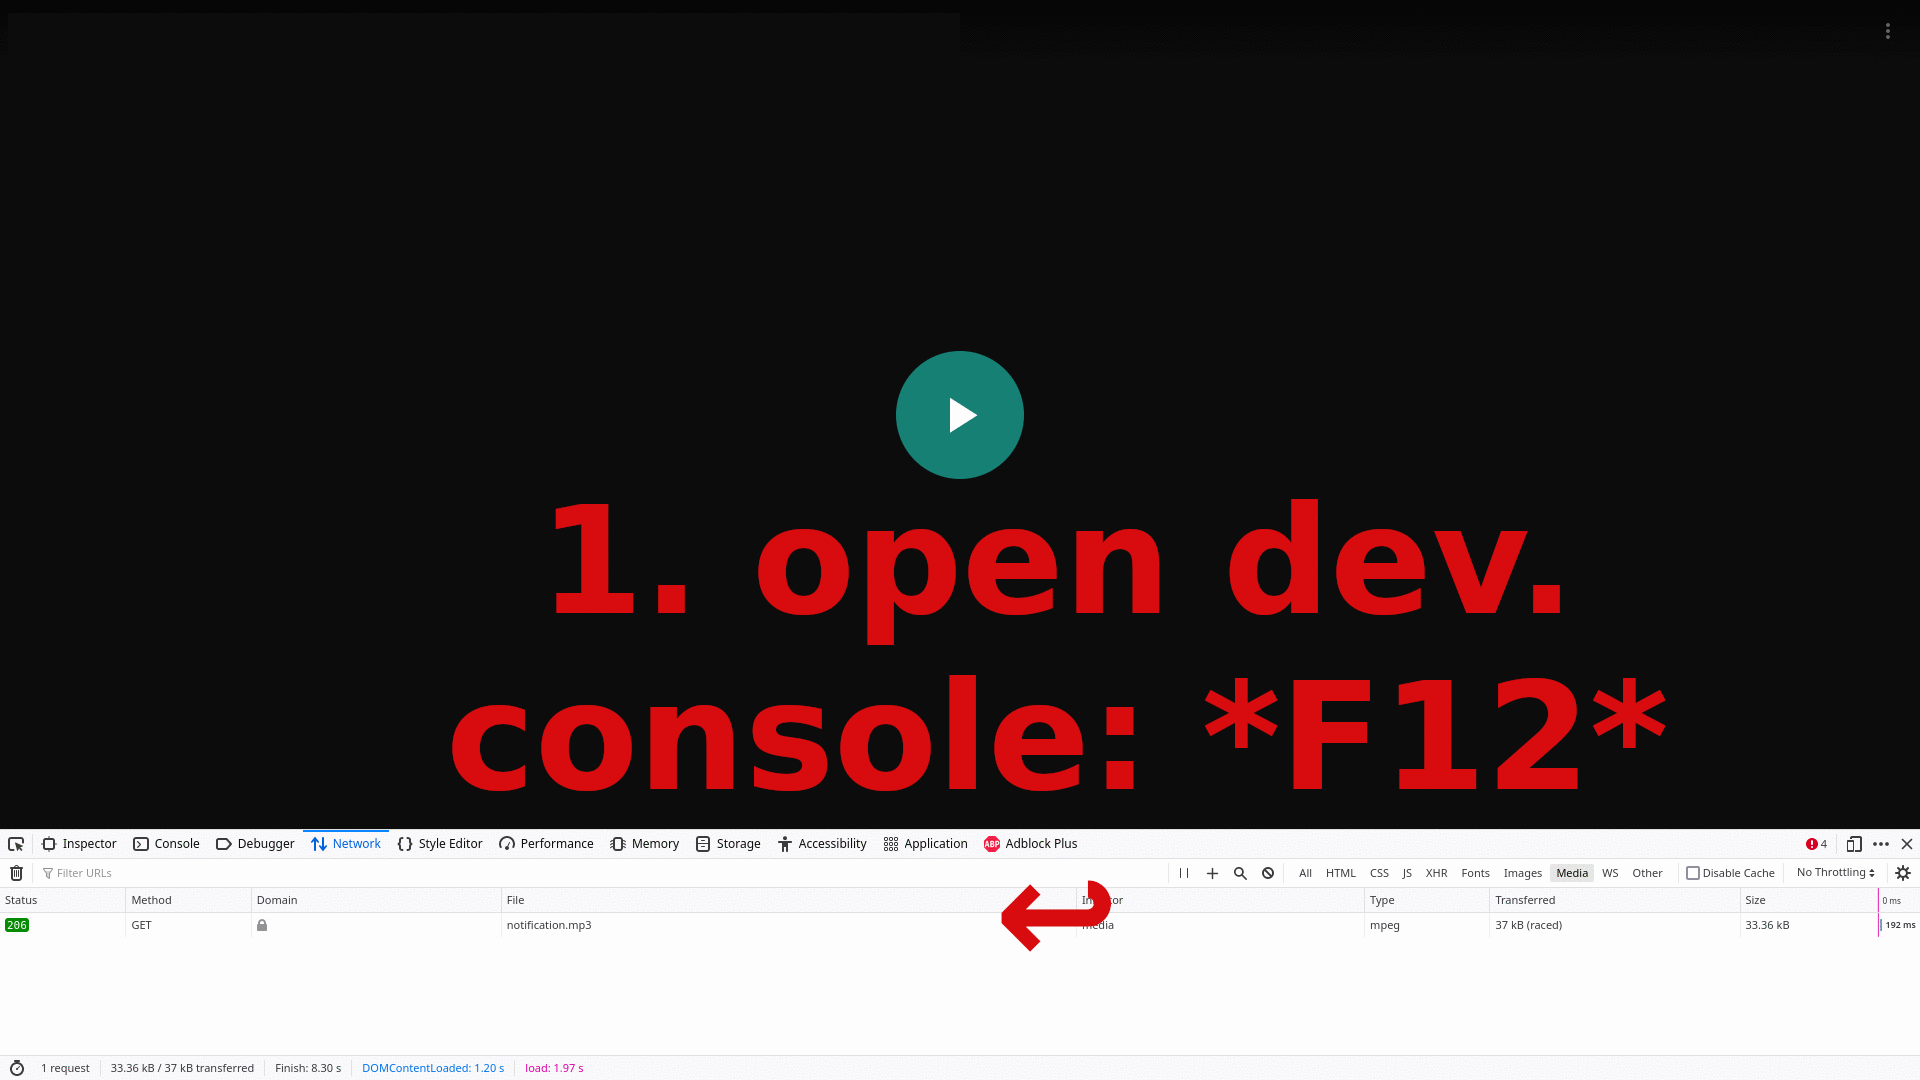 1. open dev.
console: *F12*
Inspector Console Debugger Network Style Editor Performance Memory Storage Accessibility Application ABP Adblock Plus 4
Filter URLs All HTML CSS JS XHR Fonts Images Media WS Other Disable Cache No Throttling
Status Method Domain File Type Transferred Size 0 ms
206 GET notification.mp3 media mpeg 37 kB (raced) 33.36 kB 192 ms
1 request 33.36 kB / 37 kB transferred Finish: 8.30 s DOMContentLoaded: 1.20 s load: 1.97 s